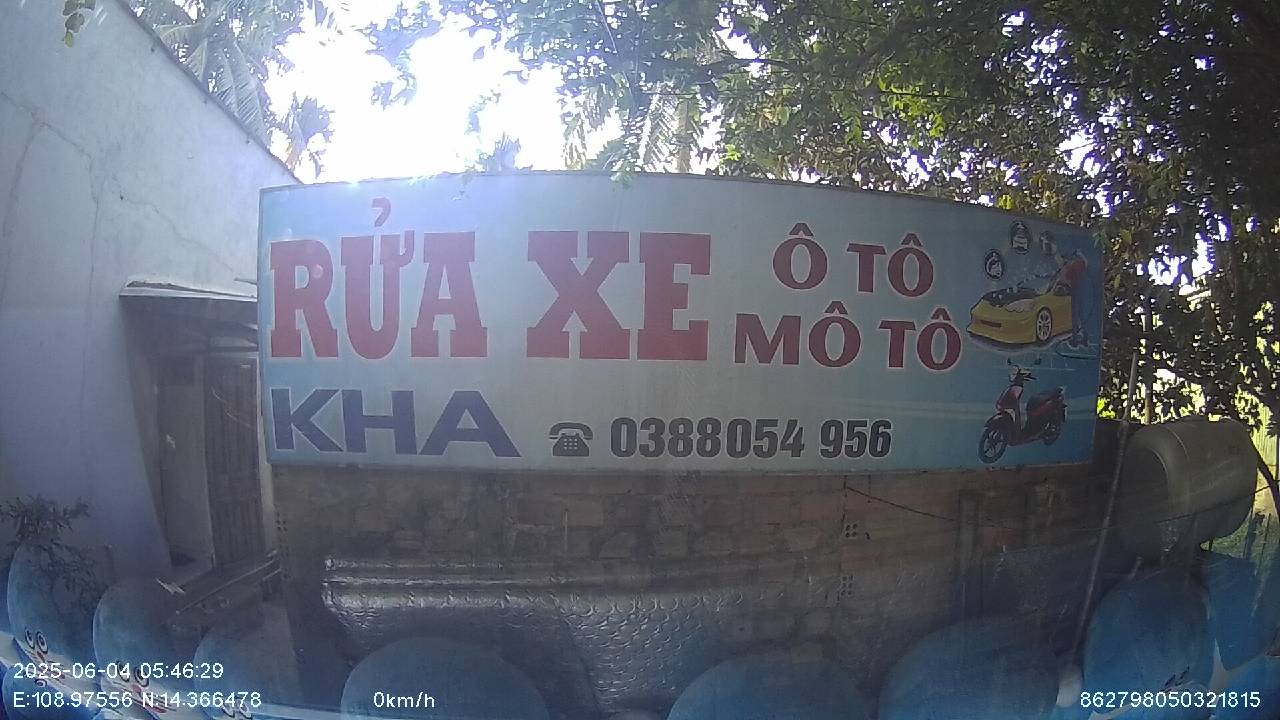 RỬA XE
Ô TÔ
MÔ TÔ
KHA
☎ 0388054 956
2025-06-04 05:46:29
E:108.97556 N:14.366478
0km/h
862798050321815